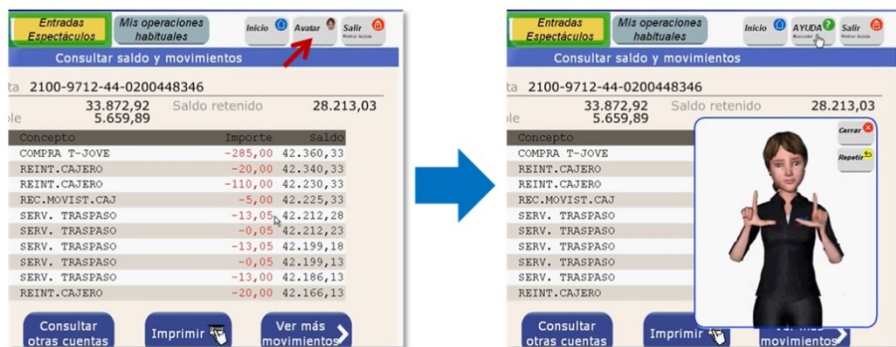 Entradas Espectáculos
Mis operaciones habituales
Inicio
Avatar
Salir
Consultar saldo y movimientos
ta 2100-9712-44-0200448346
33.872,92 Saldo retenido 28.213,03
le 5.659,89
Concepto Importe Saldo
COMPRA T-JOVE -285,00 42.360,33
REINT.CAJERO -20,00 42.340,33
REINT.CAJERO -110,00 42.230,33
REC.MOVIST.CAJ -5,00 42.225,33
SERV. TRASPASO -13,05 42.212,28
SERV. TRASPASO -0,05 42.212,23
SERV. TRASPASO -13,05 42.199,18
SERV. TRASPASO -0,05 42.199,13
SERV. TRASPASO -13,00 42.186,13
REINT.CAJERO -20,00 42.166,13
Consultar otras cuentas
Imprimir
Ver más movimientos
Entradas Espectáculos
Mis operaciones habituales
Inicio
AYUDA
Salir
Consultar saldo y movimientos
ta 2100-9712-44-0200448346
33.872,92 Saldo retenido 28.213,03
le 5.659,89
Concepto
COMPRA T-JOVE
REINT.CAJERO
REINT.CAJERO
REC.MOVIST.CAJ
SERV. TRASPASO
SERV. TRASPASO
SERV. TRASPASO
SERV. TRASPASO
SERV. TRASPASO
REINT.CAJERO
Cerrar
Repetir
Consultar otras cuentas
Imprimir
movimientos